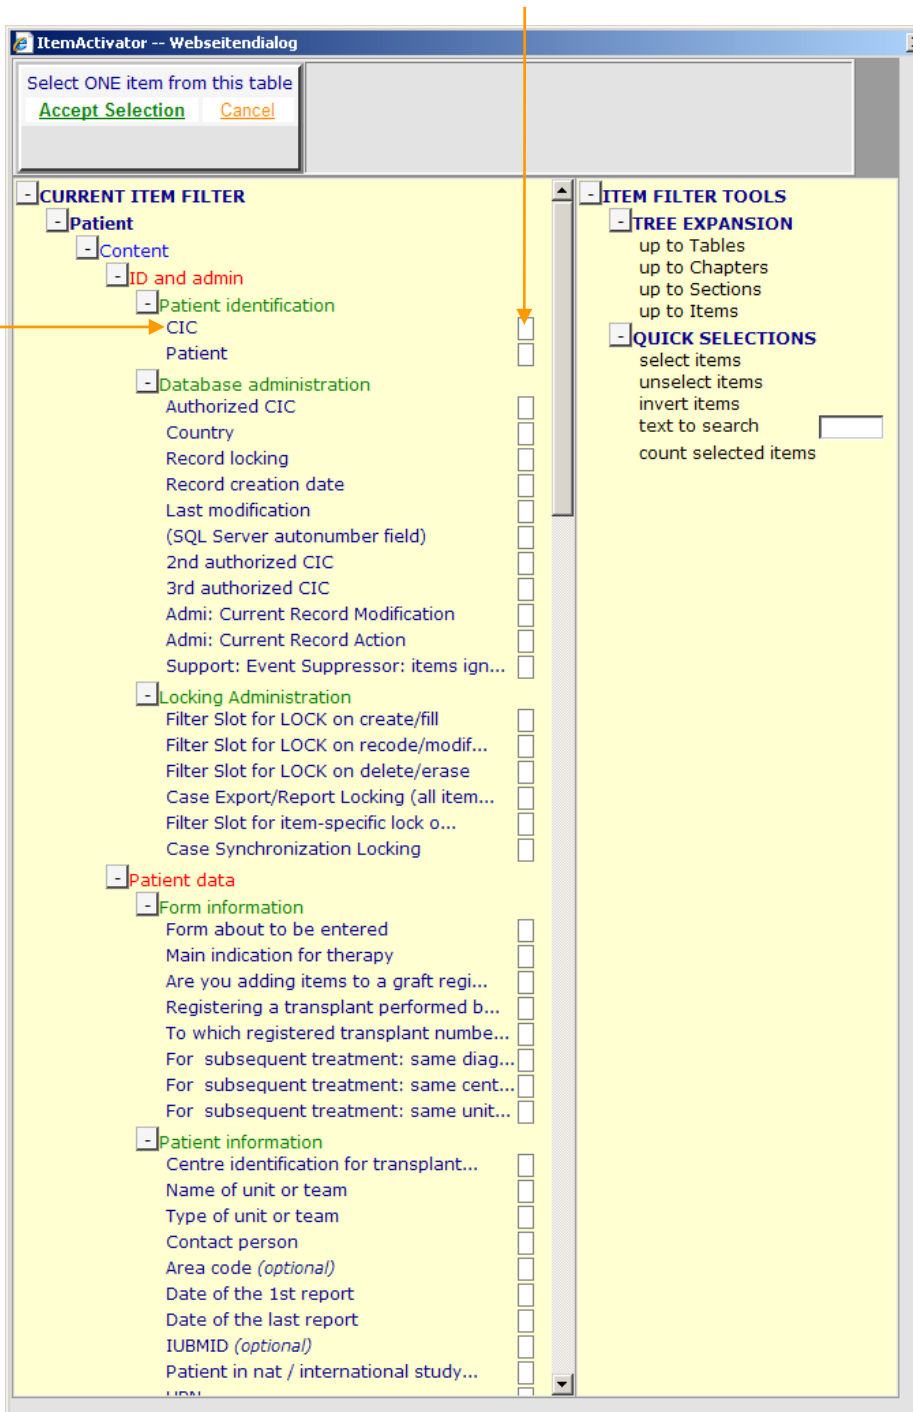 ItemActivator -- Webseitendialog
Select ONE item from this table
Accept Selection Cancel
- CURRENT ITEM FILTER
- Patient
- Content
- ID and admin
- Patient identification
CIC
Patient
- Database administration
Authorized CIC
Country
Record locking
Record creation date
Last modification
(SQL Server autonumber field)
2nd authorized CIC
3rd authorized CIC
Admi: Current Record Modification
Admi: Current Record Action
Support: Event Suppressor: items ign...
- Locking Administration
Filter Slot for LOCK on create/fill
Filter Slot for LOCK on recode/modif...
Filter Slot for LOCK on delete/erase
Case Export/Report Locking (all item...
Filter Slot for item-specific lock o...
Case Synchronization Locking
- Patient data
- Form information
Form about to be entered
Main indication for therapy
Are you adding items to a graft regi...
Registering a transplant performed b...
To which registered transplant numbe...
For subsequent treatment: same diag...
For subsequent treatment: same cent...
For subsequent treatment: same unit...
- Patient information
Centre identification for transplant...
Name of unit or team
Type of unit or team
Contact person
Area code (optional)
Date of the 1st report
Date of the last report
IUBMID (optional)
Patient in nat / international study...
- ITEM FILTER TOOLS
- TREE EXPANSION
up to Tables
up to Chapters
up to Sections
up to Items
- QUICK SELECTIONS
select items
unselect items
invert items
text to search
count selected items